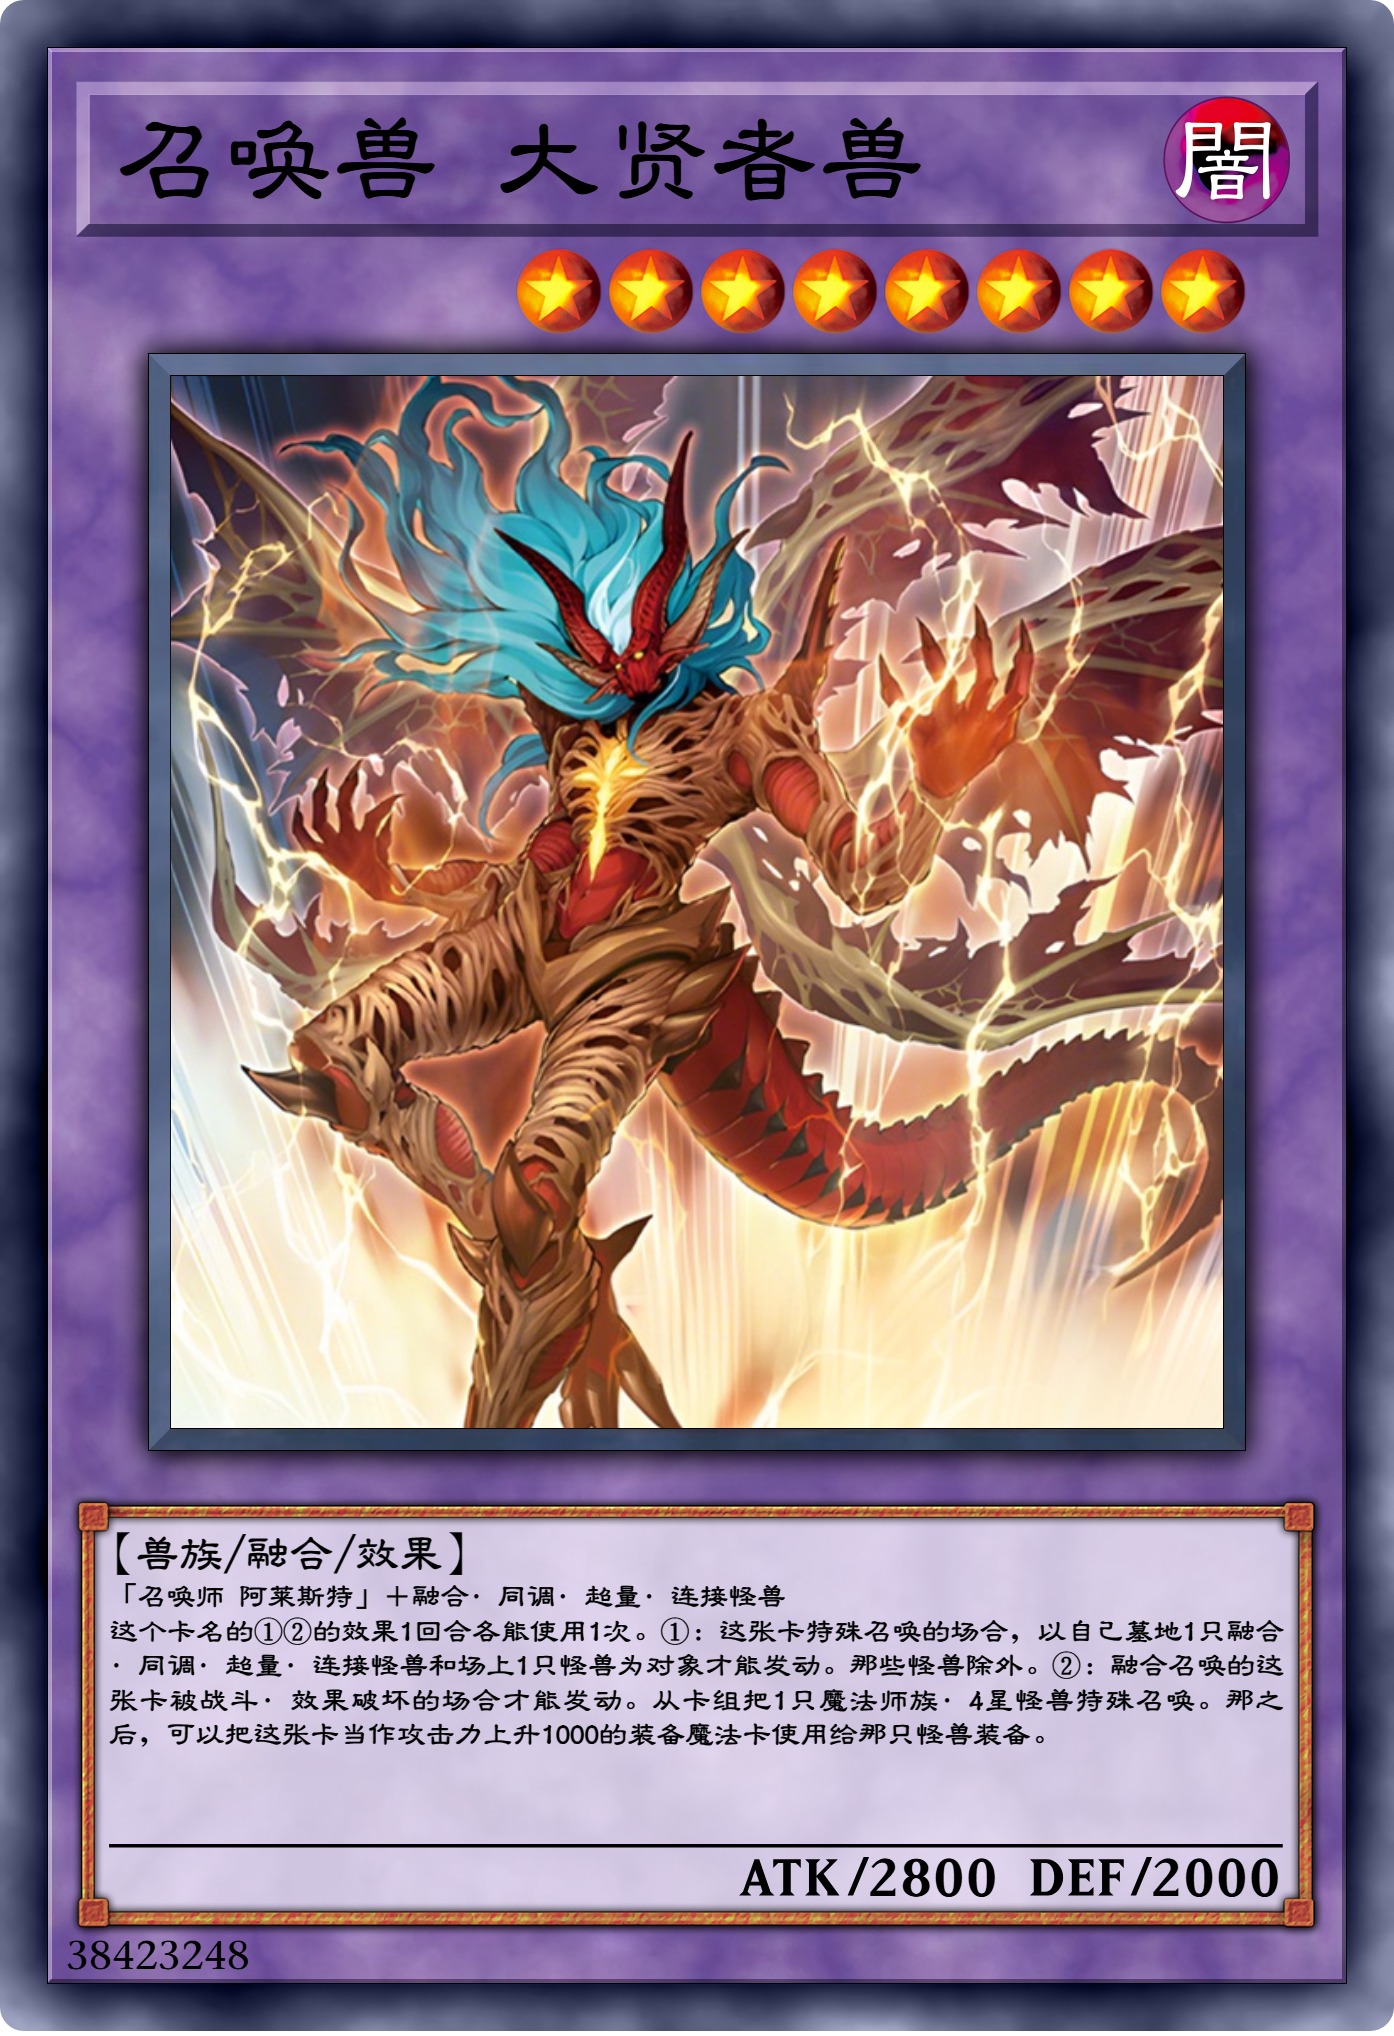 召唤兽 大贤者兽
闇
【兽族/融合/效果】
「召唤师 阿莱斯特」＋融合·同调·超量·连接怪兽
这个卡名的①②的效果1回合各能使用1次。①：这张卡特殊召唤的场合，以自己墓地1只融合
·同调·超量·连接怪兽和场上1只怪兽为对象才能发动。那些怪兽除外。②：融合召唤的这
张卡被战斗·效果破坏的场合才能发动。从卡组把1只魔法师族·4星怪兽特殊召唤。那之
后，可以把这张卡当作攻击力上升1000的装备魔法卡使用给那只怪兽装备。
ATK/2800 DEF/2000
38423248